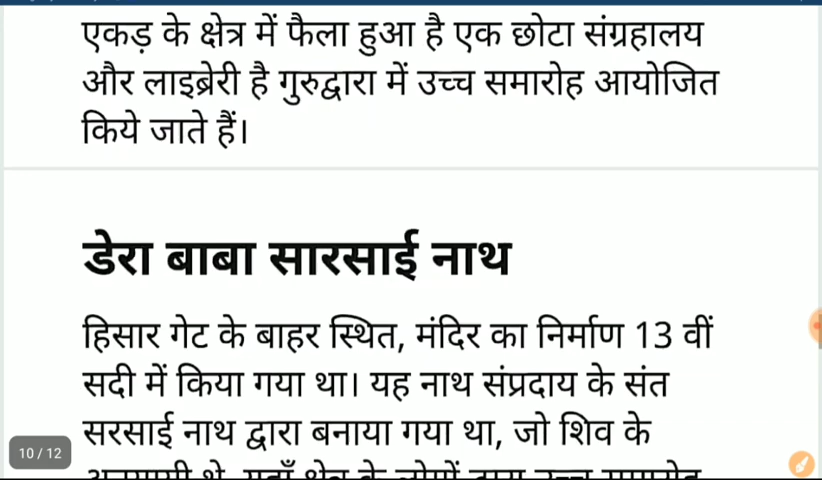 एकड़ के क्षेत्र में फैला हुआ है एक छोटा संग्रहालय
और लाइब्रेरी है गुरुद्वारा में उच्च समारोह आयोजित
किये जाते हैं।
डेरा बाबा सारसाई नाथ
हिसार गेट के बाहर स्थित, मंदिर का निर्माण 13 वीं
सदी में किया गया था। यह नाथ संप्रदाय के संत
सरसाई नाथ द्वारा बनाया गया था, जो शिव के
10 / 12